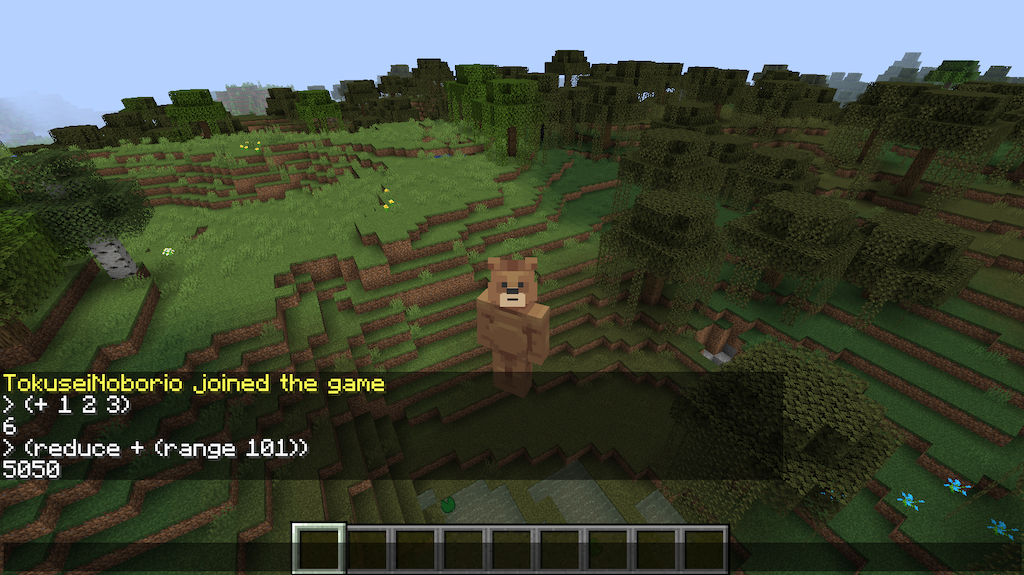 TokuseiNoborio joined the game
> (+ 1 2 3)
6
> (reduce + (range 101))
5050